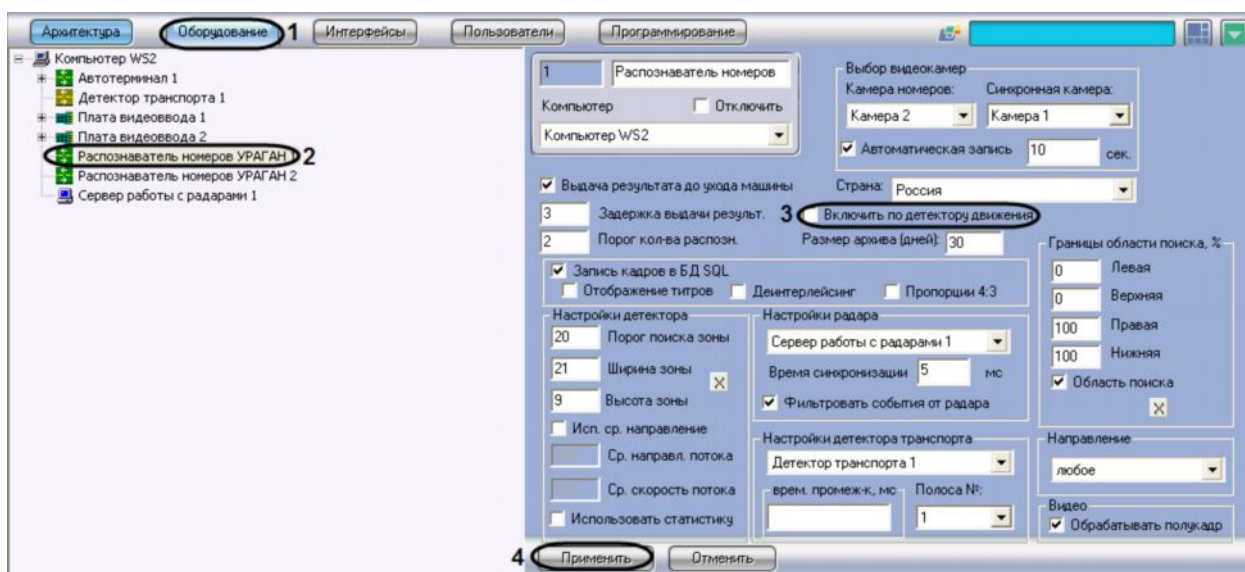 Архитектура Оборудование 1 Интерфейсы Пользователи Программирование
Компьютер WS2
Автотерминал 1
Детектор транспорта 1
Плата видеоввода 1
Плата видеоввода 2
Распознаватель номеров УРАГАН 1 2
Распознаватель номеров УРАГАН 2
Сервер работы с радарами 1
1 Распознаватель номеров
Компьютер Отключить
Компьютер WS2
Выбор видеокамер
Камера номеров: Синхронная камера:
Камера 2 Камера 1
Автоматическая запись 10 сек.
Выдача результата до ухода машины
Страна: Россия
3 Задержка выдачи результ.
3 Включить по детектору движения
2 Порог кол-ва распозн.
Размер архива (дней): 30
Запись кадров в БД SQL
Отображение титров Деинтерлейсинг Пропорции 4:3
Границы области поиска, %
0 Левая
0 Верхняя
100 Правая
100 Нижняя
Область поиска
X
Настройки детектора
20 Порог поиска зоны
21 Ширина зоны
X
9 Высота зоны
Исп. ср. направление
Ср. направл. потока
Ср. скорость потока
Использовать статистику
Настройки радара
Сервер работы с радарами 1
Время синхронизации 5 мс
Фильтровать события от радара
Настройки детектора транспорта
Детектор транспорта 1
врем. промеж-к, мс Полоса №:
1
Направление
любое
Видео
Обрабатывать полукадр
4 Применить Отменить